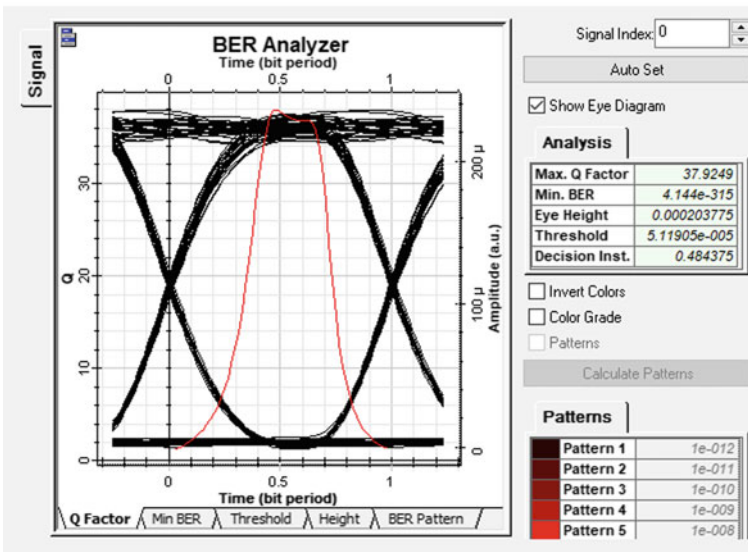 Signal
BER Analyzer
Time (bit period)
0 0.5 1
0 10 20 30
Q
0 100 µ 200 µ
Amplitude (a.u.)
0 0.5 1
Time (bit period)
Q Factor Min BER Threshold Height BER Pattern
Signal Index: 0
Auto Set
Show Eye Diagram
Analysis
Max. Q Factor 37.9249
Min. BER 4.144e-315
Eye Height 0.000203775
Threshold 5.11905e-005
Decision Inst. 0.484375
Invert Colors
Color Grade
Patterns
Calculate Patterns
Patterns
Pattern 1 1e-012
Pattern 2 1e-011
Pattern 3 1e-010
Pattern 4 1e-009
Pattern 5 1e-008